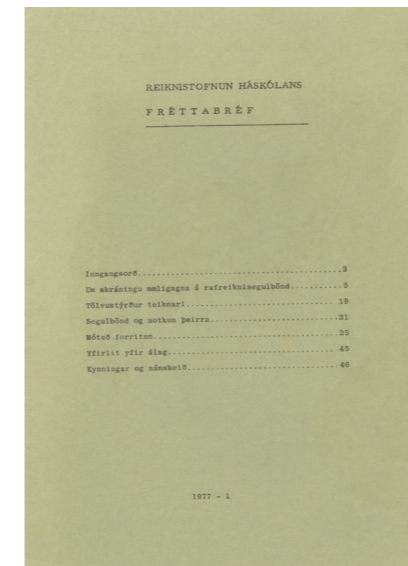 REIKNISTOFNUN HÁSKÓLANS
FRÉTTABRÉF
Inngangsorð..........................................3
Um skráningu mæligagna á rafreiknisegulbönd..........5
Tölvustýrður teiknari................................ 19
Segulbönd og notkun þeirra...........................21
Mótuð forritun.......................................25
Yfirlit yfir álag.................................... 45
Kynningar og námskeið................................ 46
1977 - 1